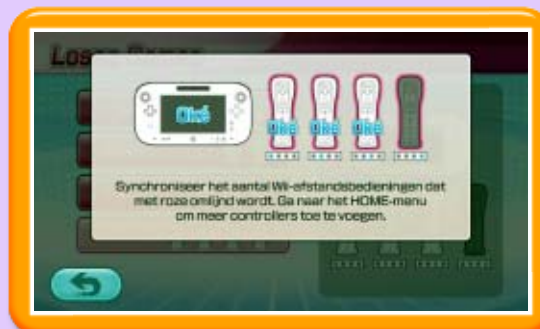 Oké Oké Oké Oké
Synchroniseer het aantal Wii-afstandsbedieningen dat
met roze omlijnd wordt. Ga naar het HOME-menu
om meer controllers toe te voegen.